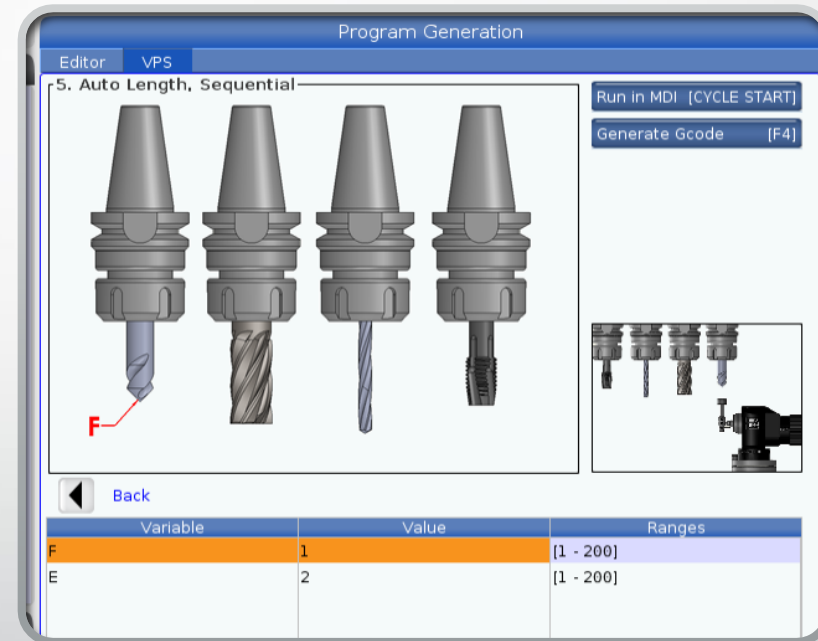 Program Generation
Editor VPS
5. Auto Length, Sequential
Run in MDI [CYCLE START]
Generate Gcode [F4]
F
Back
Variable Value Ranges
F 1 [1 - 200]
E 2 [1 - 200]